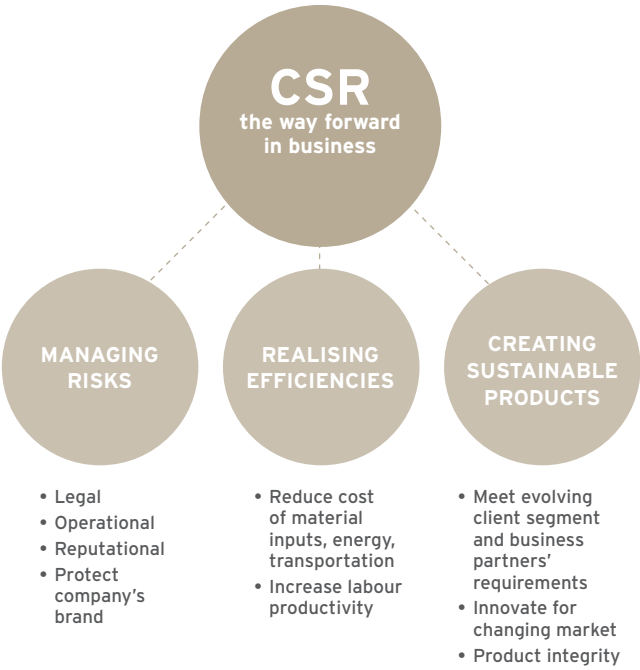 CSR
the way forward
in business
MANAGING
RISKS
REALISING
EFFICIENCIES
CREATING
SUSTAINABLE
PRODUCTS
• Legal
• Operational
• Reputational
• Protect
company's
brand
• Reduce cost
of material
inputs, energy,
transportation
• Increase labour
productivity
• Meet evolving
client segment
and business
partners'
requirements
• Innovate for
changing market
• Product integrity